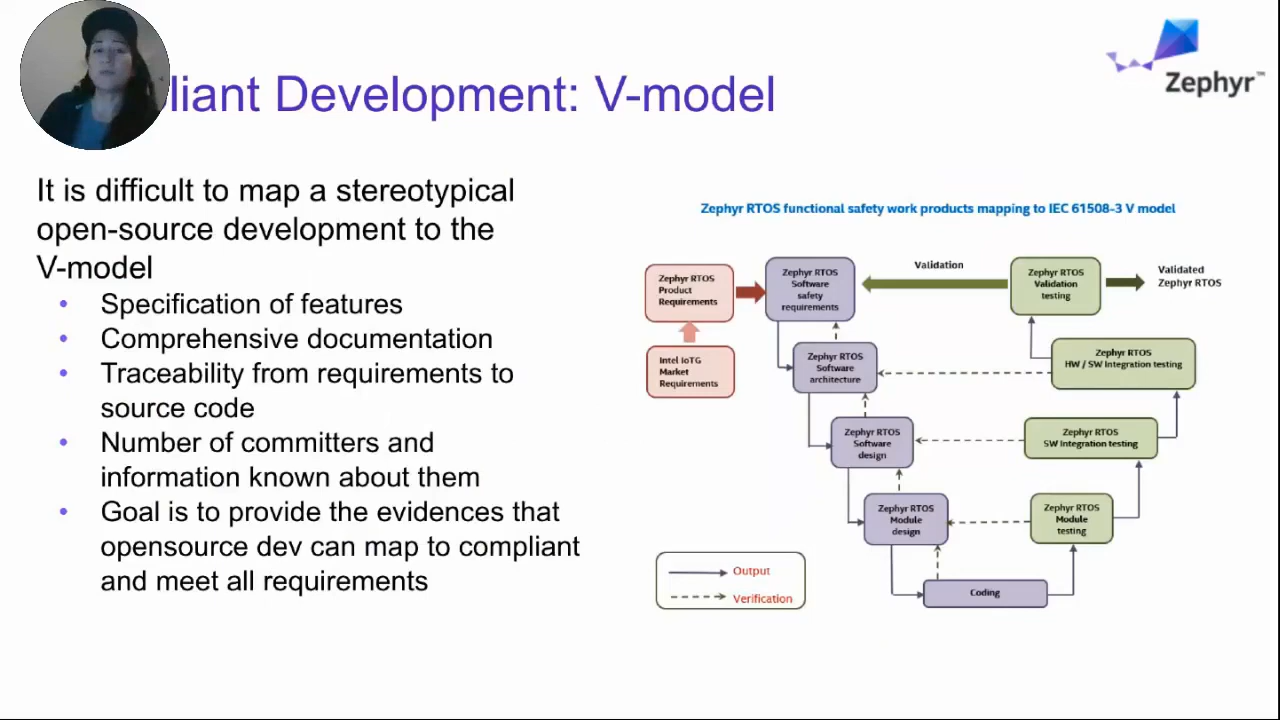 liant Development: V-model
Zephyr™
It is difficult to map a stereotypical
open-source development to the
V-model
• Specification of features
• Comprehensive documentation
• Traceability from requirements to
source code
• Number of committers and
information known about them
• Goal is to provide the evidences that
opensource dev can map to compliant
and meet all requirements
Zephyr RTOS functional safety work products mapping to IEC 61508-3 V model
Zephyr RTOS
Product
Requirements
Intel IoTG
Market
Requirements
Zephyr RTOS
Software
safety
requirements
Validation
Zephyr RTOS
Validation
testing
Validated
Zephyr RTOS
Zephyr RTOS
Software
architecture
Zephyr RTOS
HW / SW Integration testing
Zephyr RTOS
Software
design
Zephyr RTOS
SW Integration testing
Zephyr RTOS
Module
design
Zephyr RTOS
Module
testing
Coding
Output
Verification